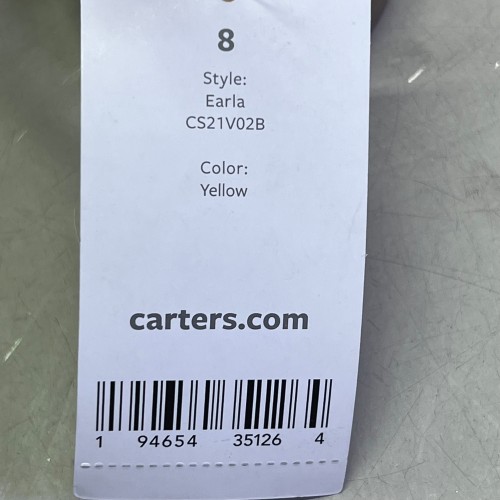 8
Style:
Earla
CS21V02B
Color:
Yellow
carters.com
1 94654 35126 4